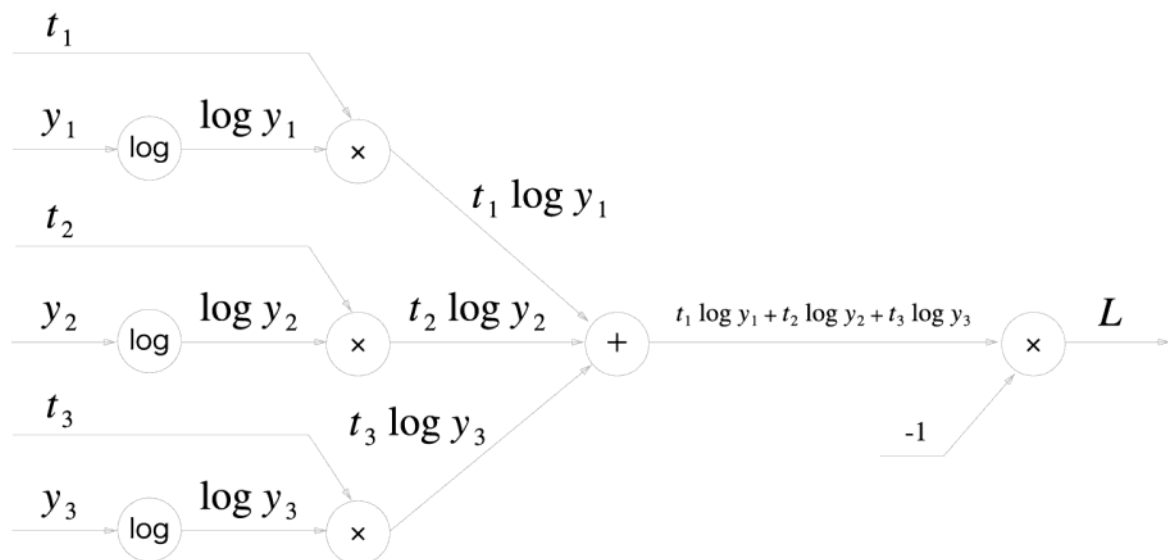 t₁
y₁ log log y₁ ×
t₁ log y₁
t₂
y₂ log log y₂ × t₂ log y₂ + t₁ log y₁ + t₂ log y₂ + t₃ log y₃ × L
t₃
t₃ log y₃
-1
y₃ log log y₃ ×